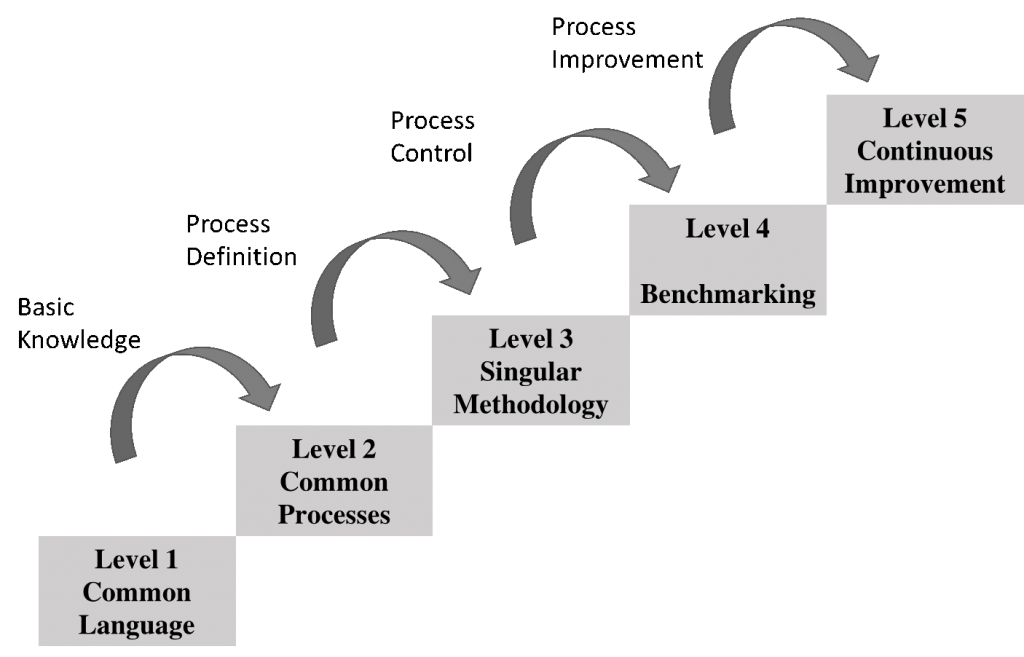 Process
Improvement
Level 5
Continuous
Improvement
Process
Control
Level 4
Benchmarking
Process
Definition
Level 3
Singular
Methodology
Basic
Knowledge
Level 2
Common
Processes
Level 1
Common
Language